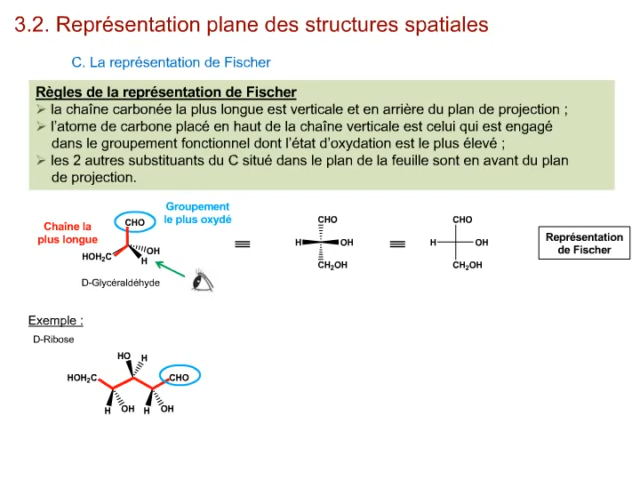 3.2. Représentation plane des structures spatiales
C. La représentation de Fischer
Règles de la représentation de Fischer
➢ la chaîne carbonée la plus longue est verticale et en arrière du plan de projection ;
➢ l'atome de carbone placé en haut de la chaîne verticale est celui qui est engagé
dans le groupement fonctionnel dont l'état d'oxydation est le plus élevé ;
➢ les 2 autres substituants du C situé dans le plan de la feuille sont en avant du plan
de projection.
Groupement
le plus oxydé
Chaîne la
plus longue
CHO
HOH₂C
OH
H
D-Glycéraldéhyde
CHO
H OH
CH₂OH
CHO
H OH
CH₂OH
Représentation
de Fischer
Exemple :
D-Ribose
HO H
HOH₂C CHO
H OH H OH